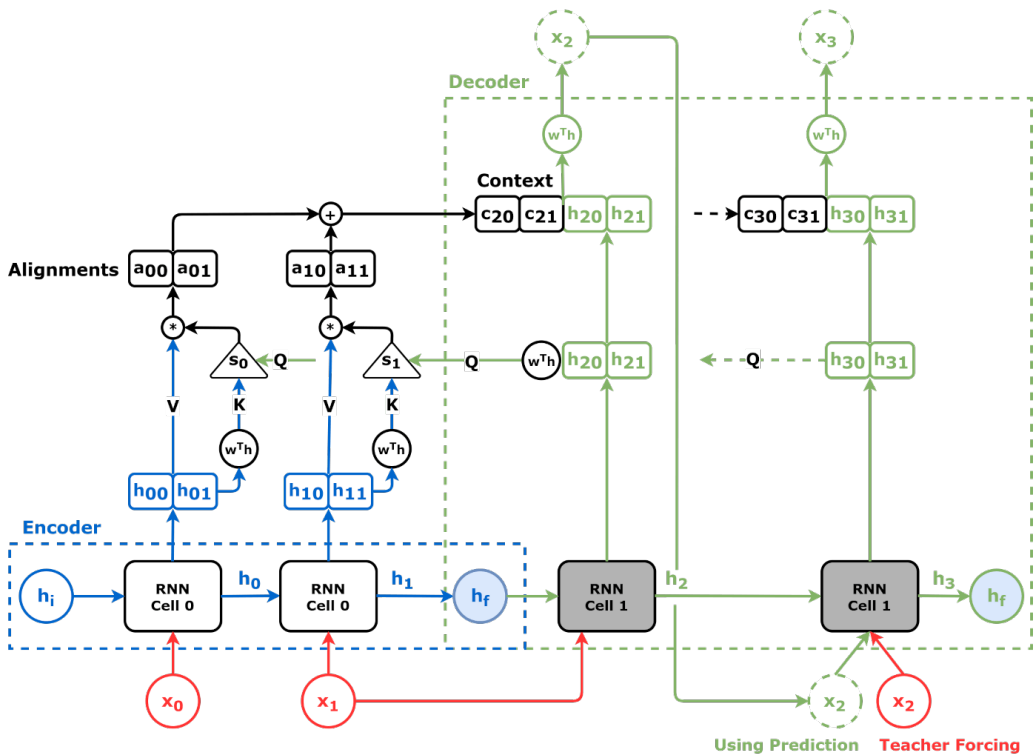 x₂ x₃
Decoder
wᵀh wᵀh
Context
c₂₀ c₂₁ h₂₀ h₂₁ c₃₀ c₃₁ h₃₀ h₃₁
+
Alignments a₀₀ a₀₁ a₁₀ a₁₁
* *
s₀ Q s₁ Q wᵀh h₂₀ h₂₁ Q h₃₀ h₃₁
V K V K
wᵀh wᵀh
h₀₀ h₀₁ h₁₀ h₁₁
Encoder
hᵢ RNN Cell 0 h₀ RNN Cell 0 h₁ h_f RNN Cell 1 h₂ RNN Cell 1 h₃ h_f
x₀ x₁ x₂ x₂
Using Prediction Teacher Forcing